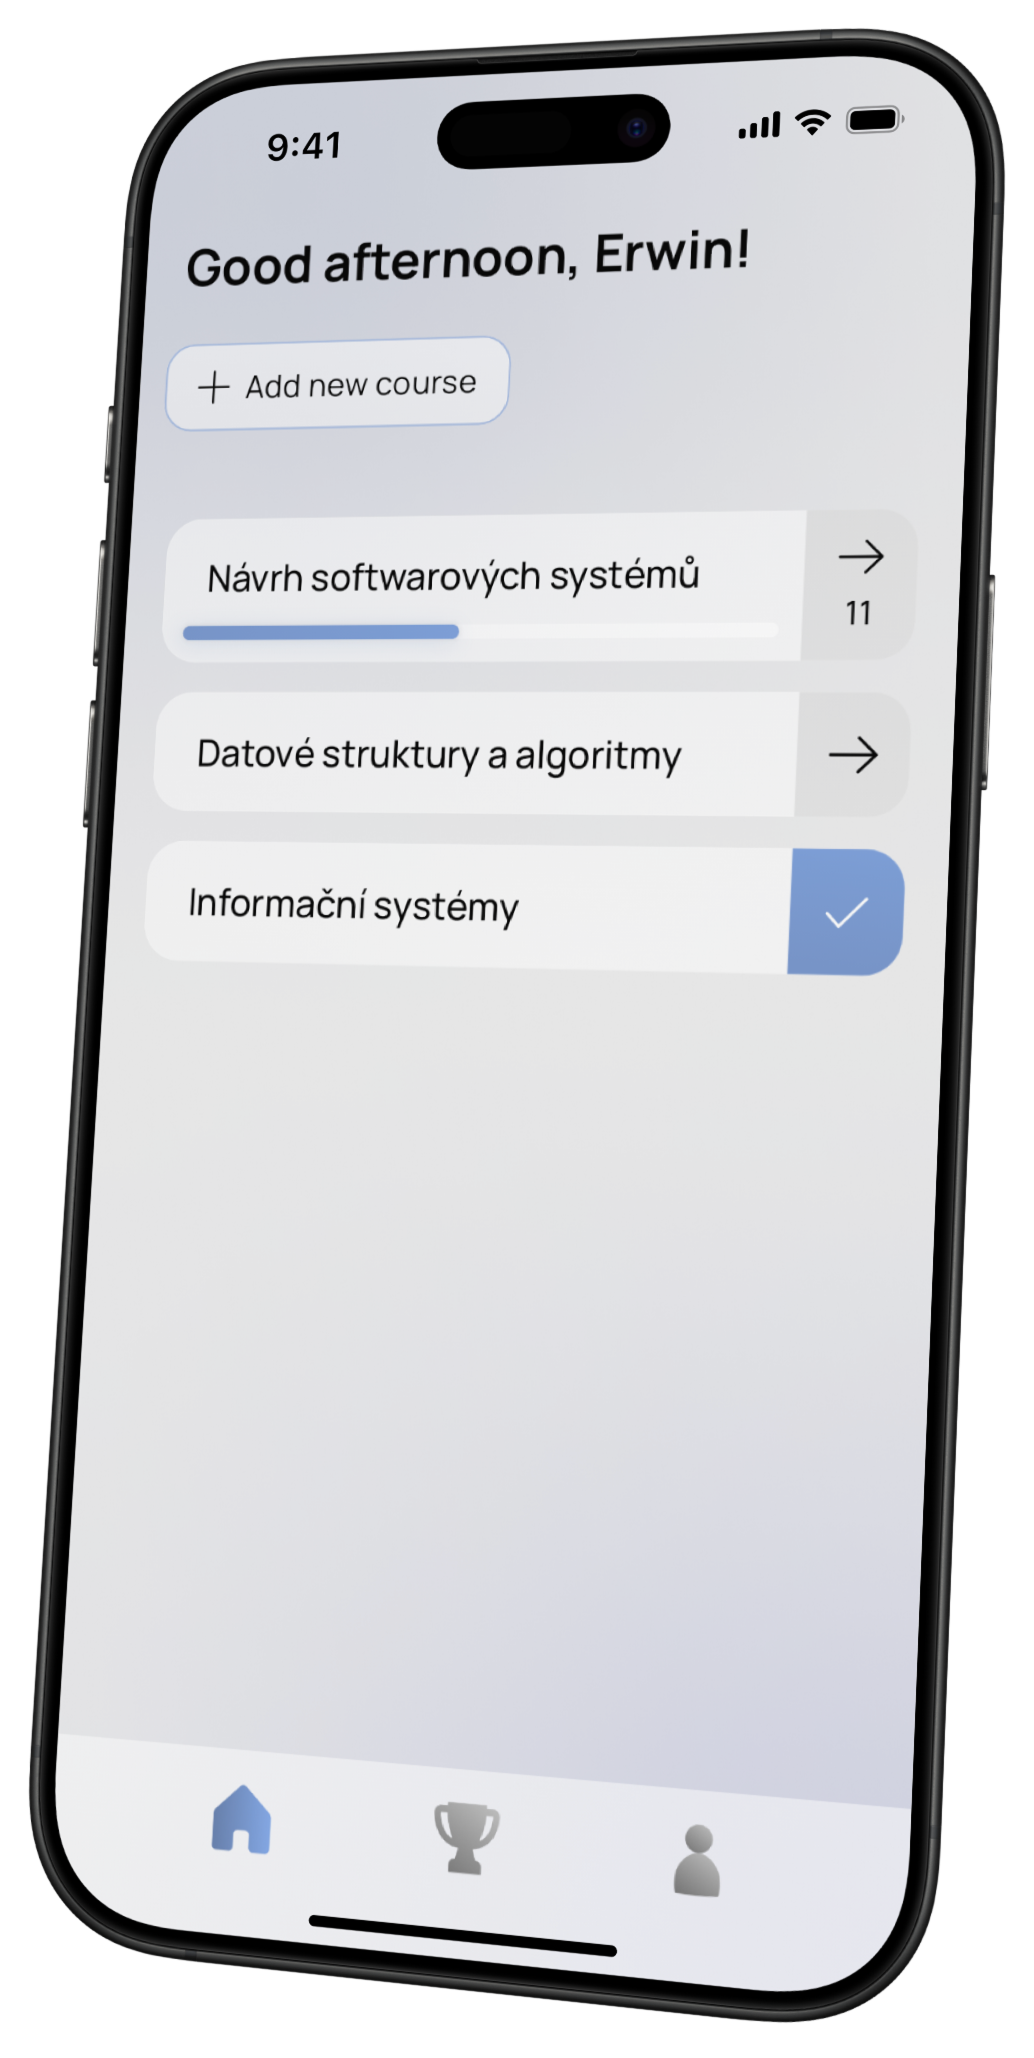 9:41
Good afternoon, Erwin!
Add new course
Návrh softwarových systémů
11
Datové struktury a algoritmy
Informační systémy